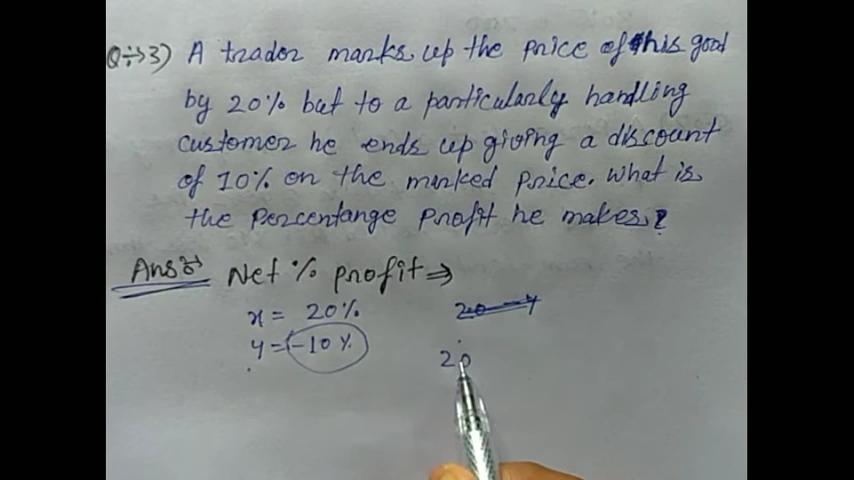 Q÷→3) A trader marks up the price of this good
by 20% but to a particularly handling
customer he ends up giving a discount
of 10% on the marked price. What is
the Percentange Profit he makes?
Ans⇒ Net % profit ⇒
x = 20%
y = -10%
20